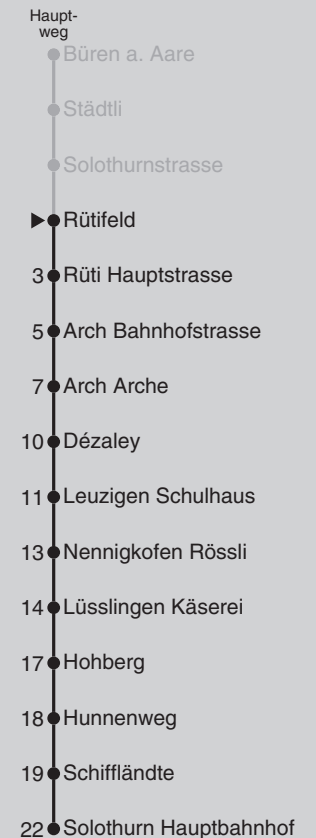 Haupt-
weg
Büren a. Aare
Städtli
Solothurnstrasse
Rütifeld
3 Rüti Hauptstrasse
5 Arch Bahnhofstrasse
7 Arch Arche
10 Dézaley
11 Leuzigen Schulhaus
13 Nennigkofen Rössli
14 Lüsslingen Käserei
17 Hohberg
18 Hunnenweg
19 Schiffländte
22 Solothurn Hauptbahnhof